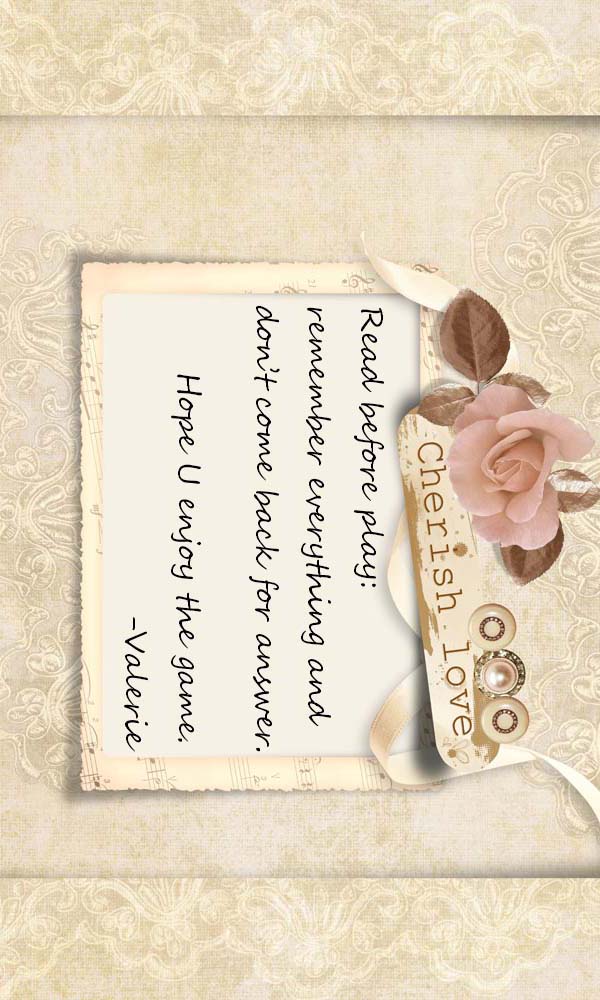 Cherish love
Read before play:
remember everything and
don't come back for answer.
Hope U enjoy the game.
-Valerie